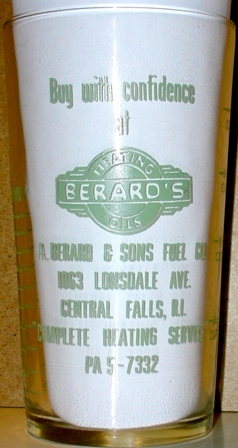 Buy with confidence
at
HEATING
BERARD'S
OILS
P.A. BERARD & SONS FUEL CO
1063 LONSDALE AVE.
CENTRAL FALLS, R.I.
"COMPLETE HEATING SERVICE"
PA 5-7332